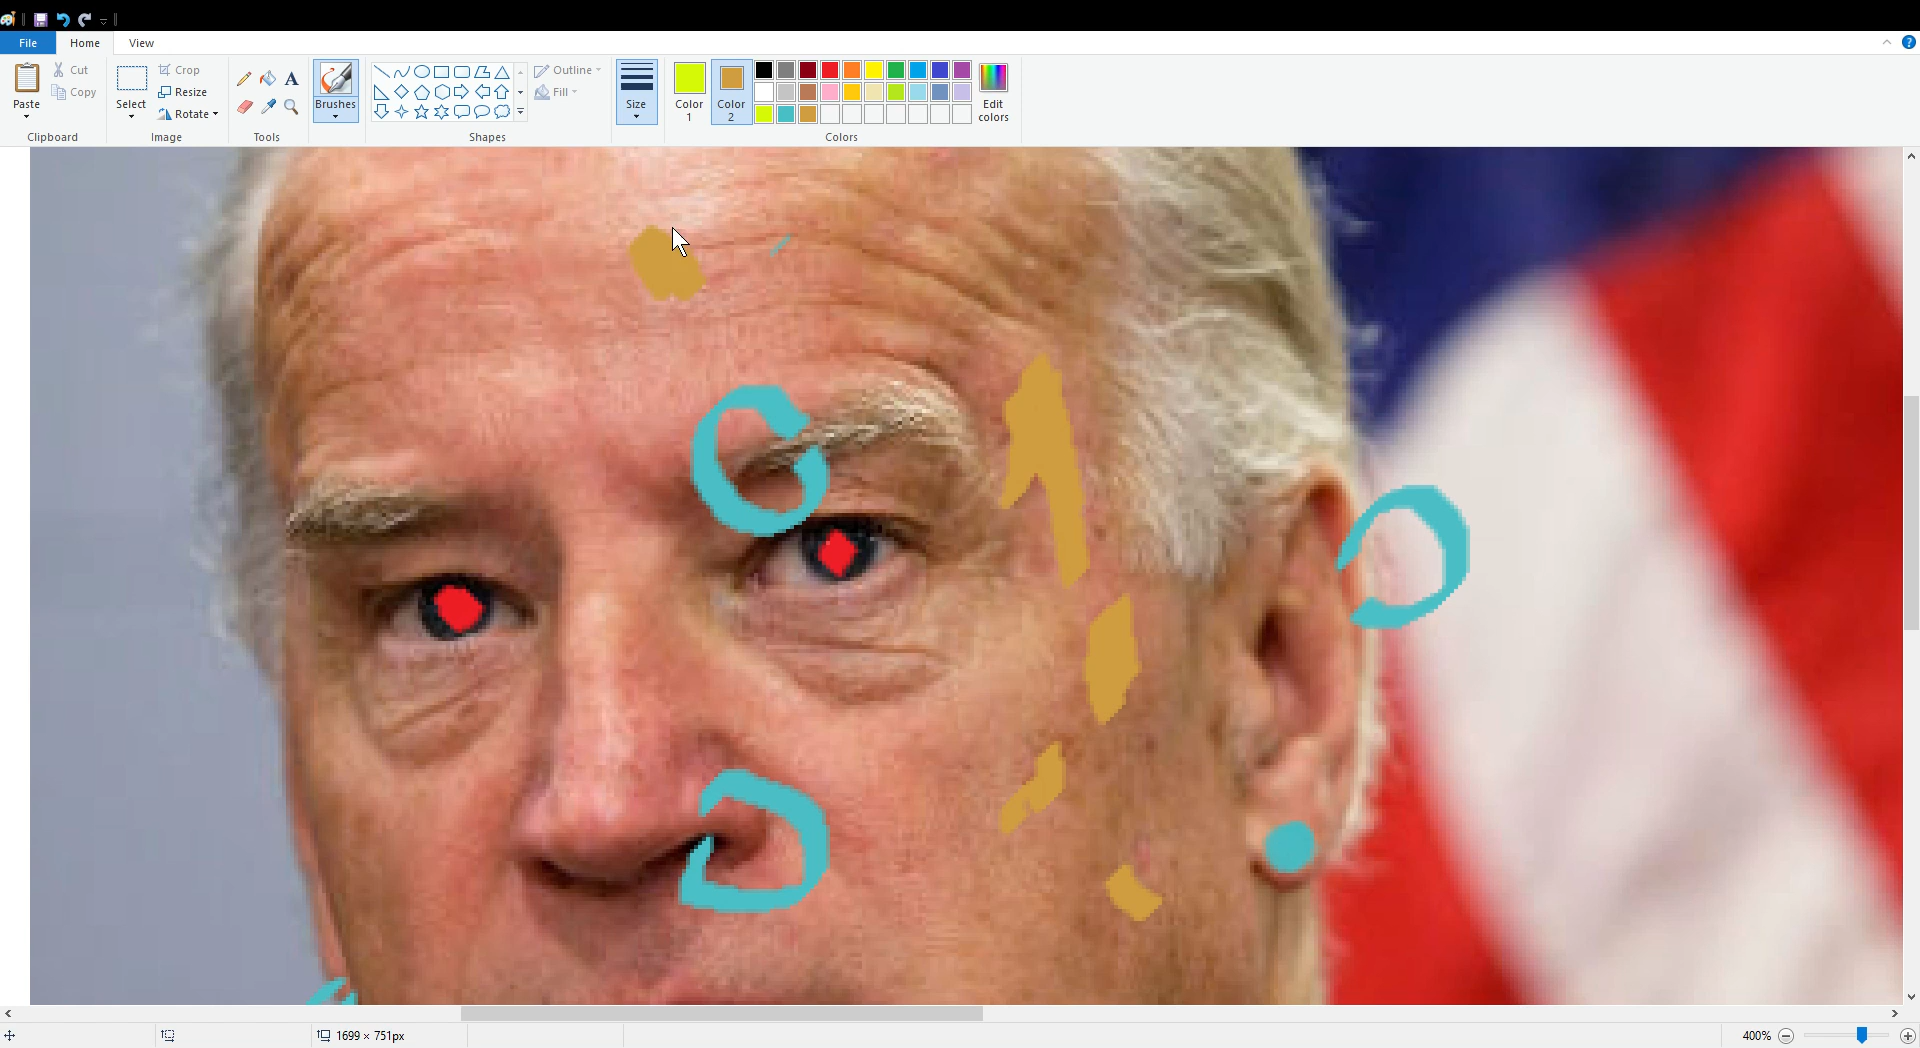 File Home View
Paste Cut Copy Clipboard
Select Crop Resize Rotate Image
Tools
Brushes
Shapes Outline Fill
Size
Color 1 Color 2 Edit colors Colors
1699 × 751px 400%